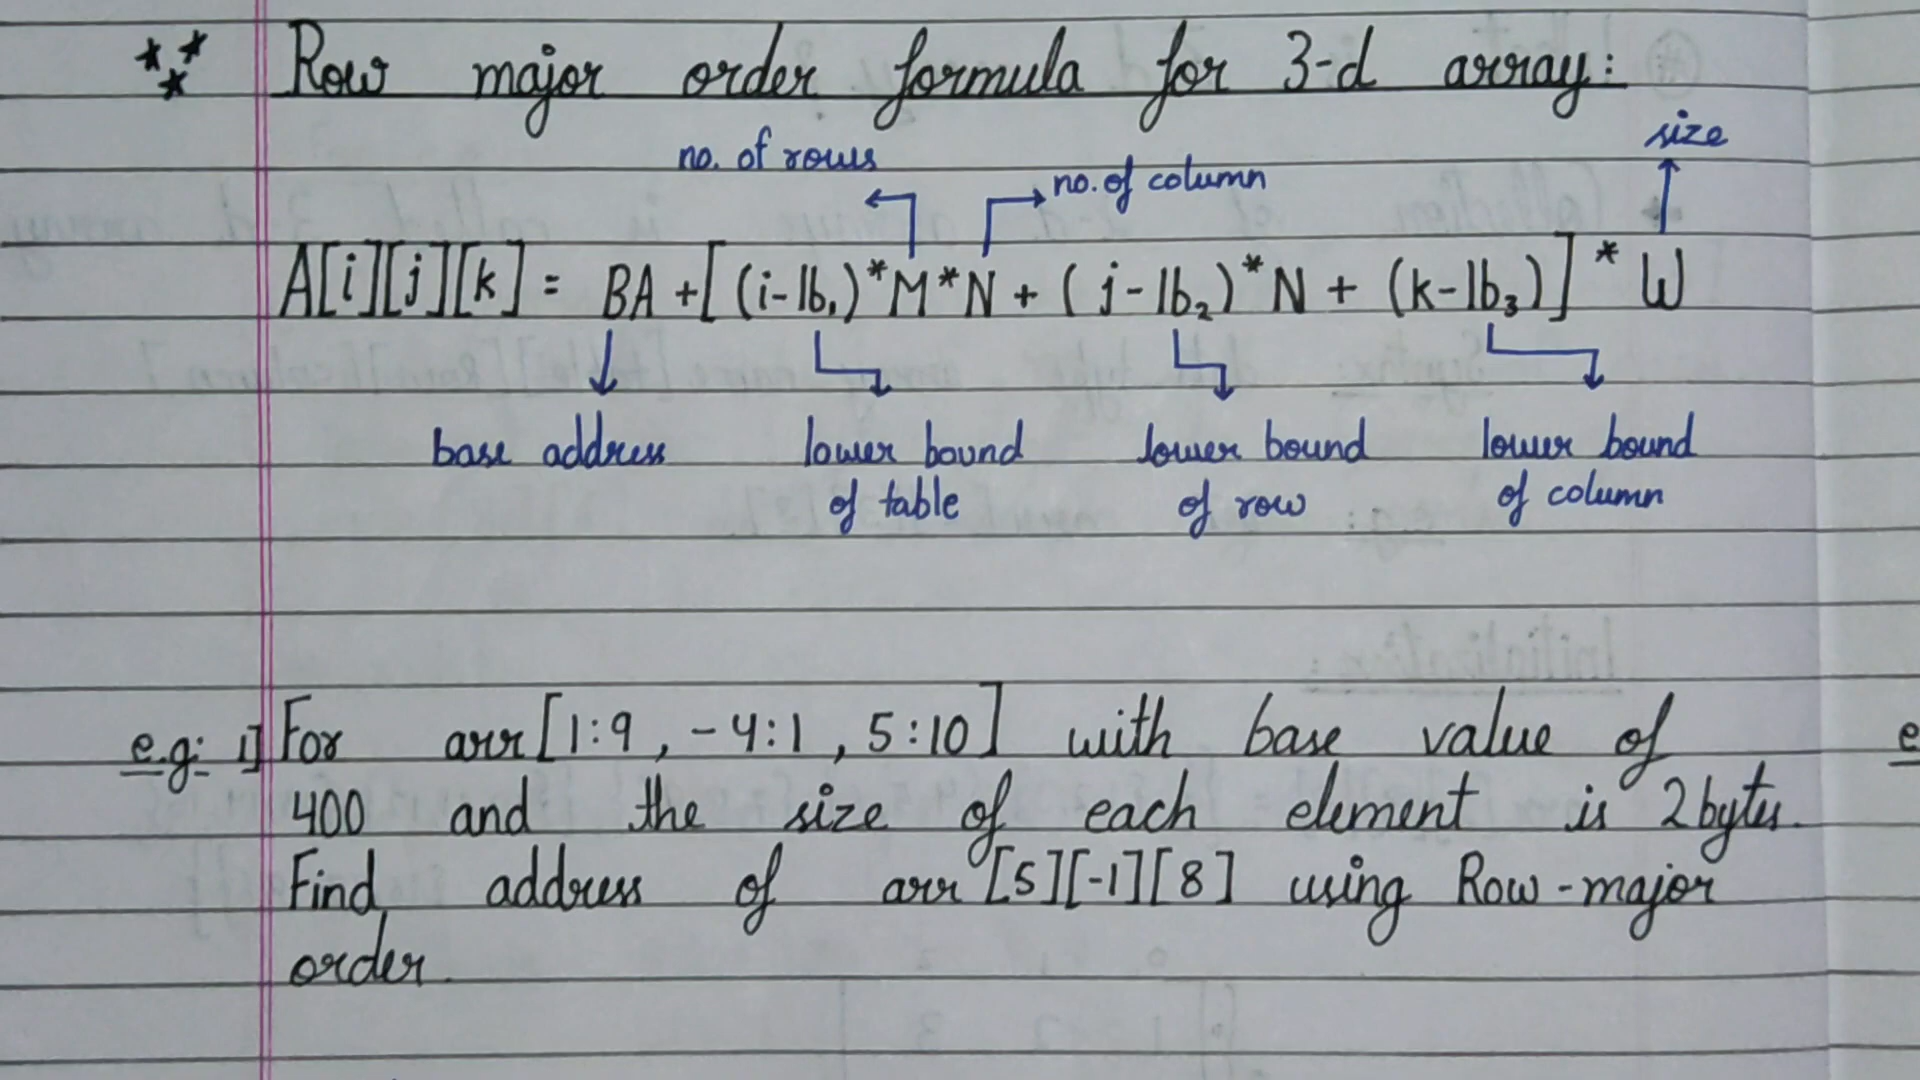 Row major order formula for 3-d array:
no. of rows
no. of column
size
A[i][j][k] = BA + [(i-lb₁)*M*N + (j-lb₂)*N + (k-lb₃)] * W
base address
lower bound of table
lower bound of row
lower bound of column
e.g: 1] For arr[1:9, -4:1, 5:10] with base value of
400 and the size of each element is 2bytes.
Find address of arr[5][-1][8] using Row-major
order.
e